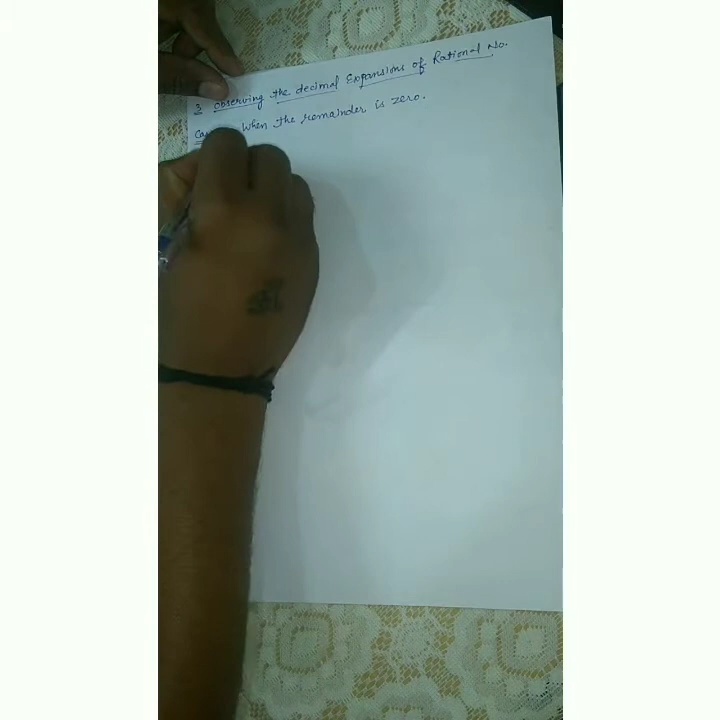 3 Observing the decimal Expansions of Rational No.
When the remainder is zero.